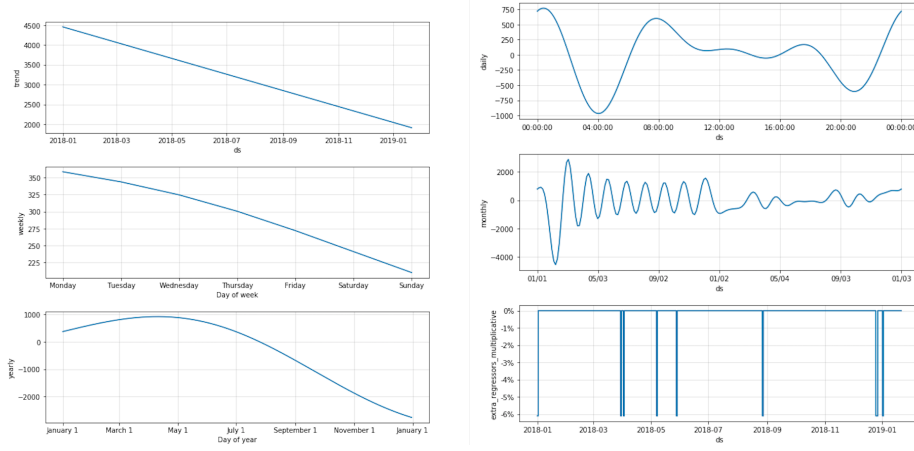 4500
4000
3500
3000
2500
2000
trend
2018-01 2018-03 2018-05 2018-07 2018-09 2018-11 2019-01
ds
350
325
300
275
250
225
weekly
Monday Tuesday Wednesday Thursday Friday Saturday Sunday
Day of week
1000
0
-1000
-2000
yearly
January 1 March 1 May 1 July 1 September 1 November 1 January 1
Day of year
750
500
250
0
-250
-500
-750
-1000
daily
00:00:00 04:00:00 08:00:00 12:00:00 16:00:00 20:00:00 00:00:00
ds
2000
0
-2000
-4000
monthly
01/01 05/03 09/02 01/02 05/04 09/03 01/03
ds
0%
-1%
-2%
-3%
-4%
-5%
-6%
extra_regressors_multiplicative
2018-01 2018-03 2018-05 2018-07 2018-09 2018-11 2019-01
ds